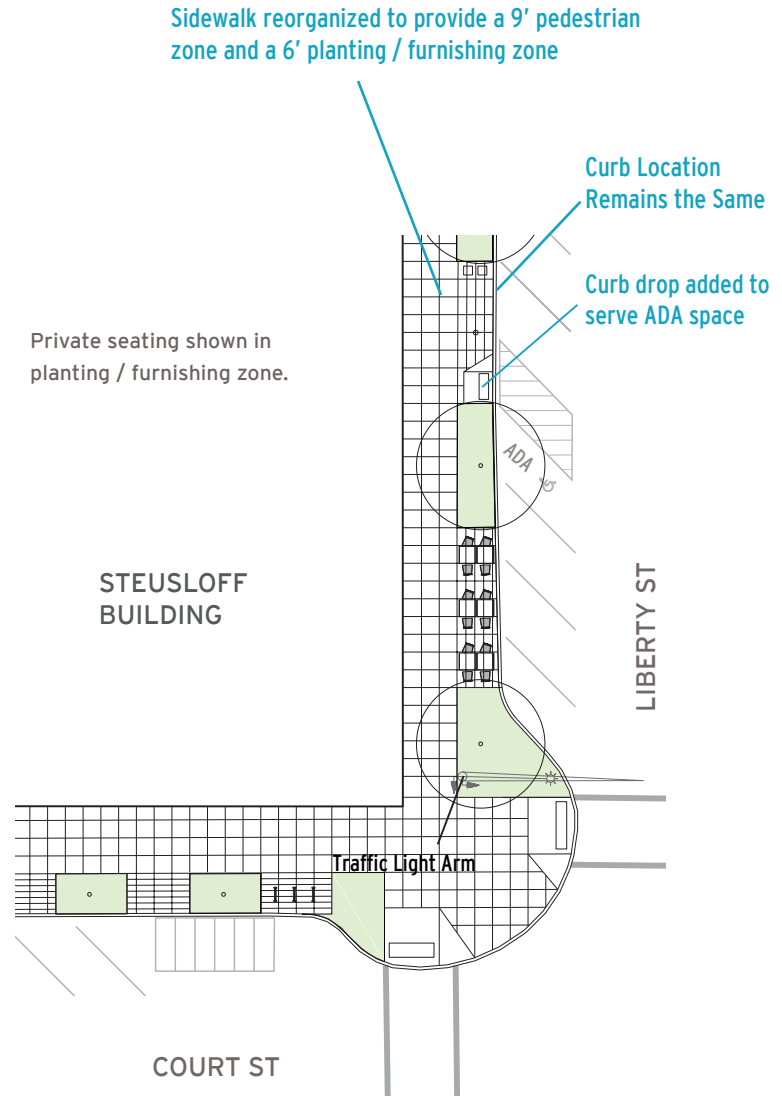 Sidewalk reorganized to provide a 9’ pedestrian
zone and a 6’ planting / furnishing zone
Curb Location
Remains the Same
Curb drop added to
serve ADA space
Private seating shown in
planting / furnishing zone.
ADA
STEUSLOFF
BUILDING
LIBERTY ST
Traffic Light Arm
COURT ST